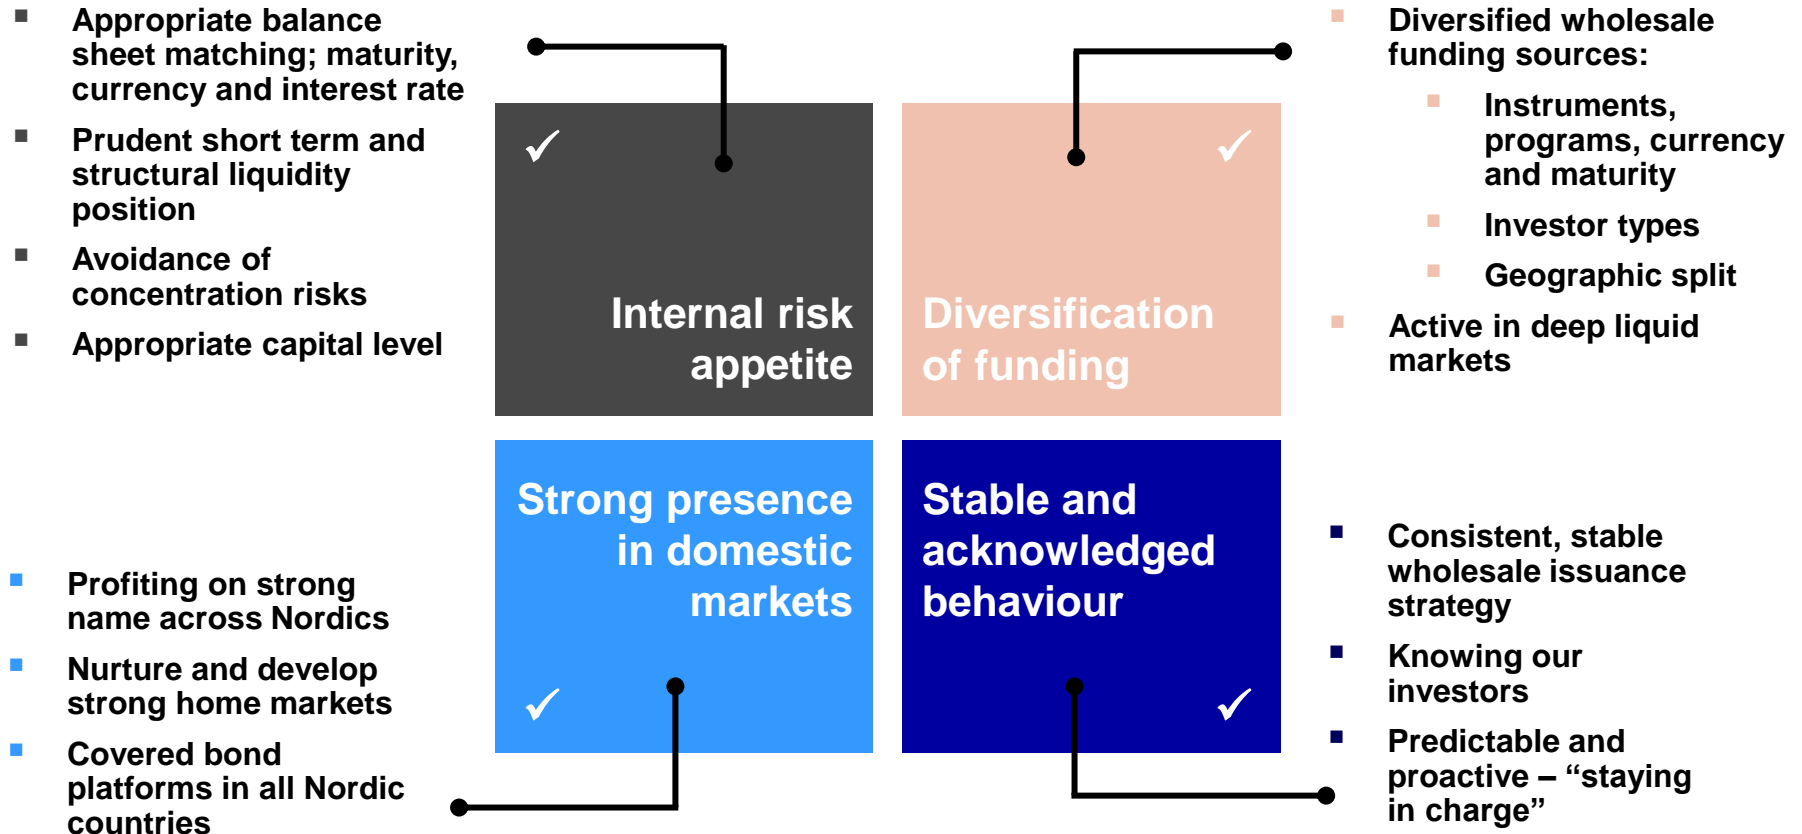 Appropriate balance
sheet matching; maturity,
currency and interest rate
Prudent short term and
structural liquidity
position
Avoidance of
concentration risks
Appropriate capital level
Internal risk
appetite
Diversification
of funding
Diversified wholesale
funding sources:
Instruments,
programs, currency
and maturity
Investor types
Geographic split
Active in deep liquid
markets
Profiting on strong
name across Nordics
Nurture and develop
strong home markets
Covered bond
platforms in all Nordic
countries
Strong presence
in domestic
markets
Stable and
acknowledged
behaviour
Consistent, stable
wholesale issuance
strategy
Knowing our
investors
Predictable and
proactive – “staying
in charge”